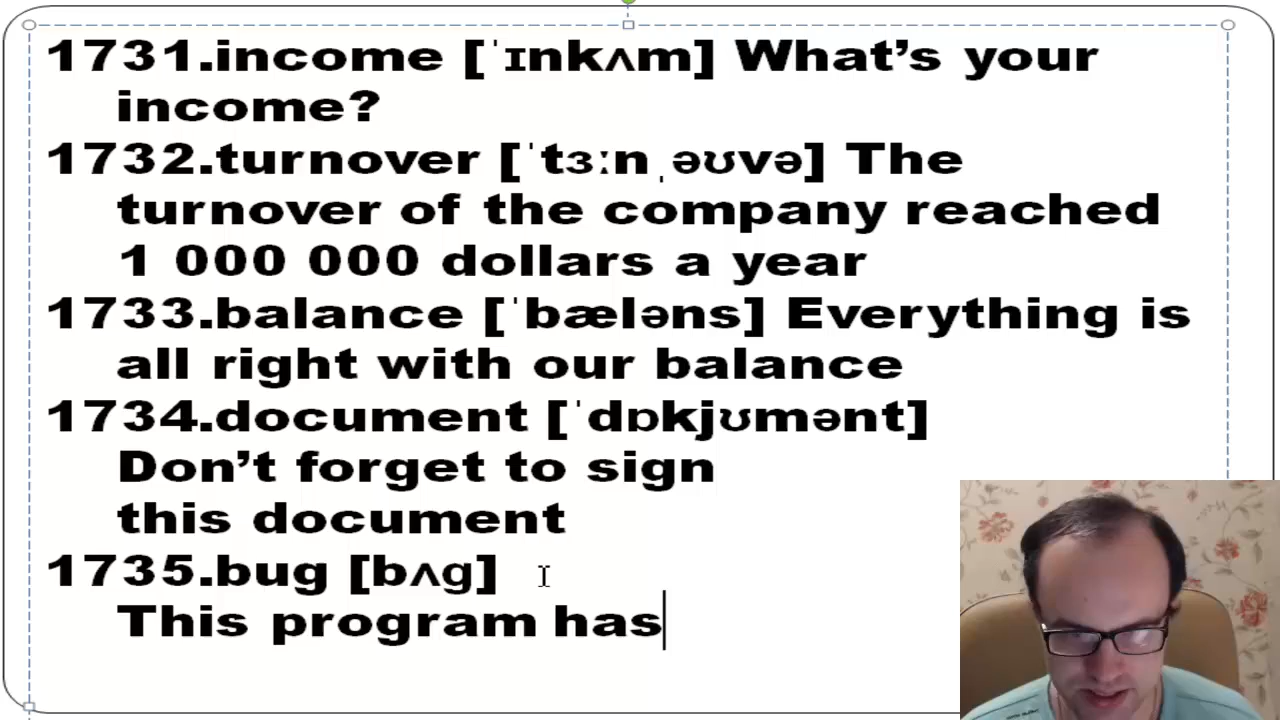 1731.income [ˈɪnkʌm] What’s your
income?
1732.turnover [ˈtɜːnˌəʊvə] The
turnover of the company reached
1 000 000 dollars a year
1733.balance [ˈbæləns] Everything is
all right with our balance
1734.document [ˈdɒkjʊmənt]
Don’t forget to sign
this document
1735.bug [bʌg]
This program has